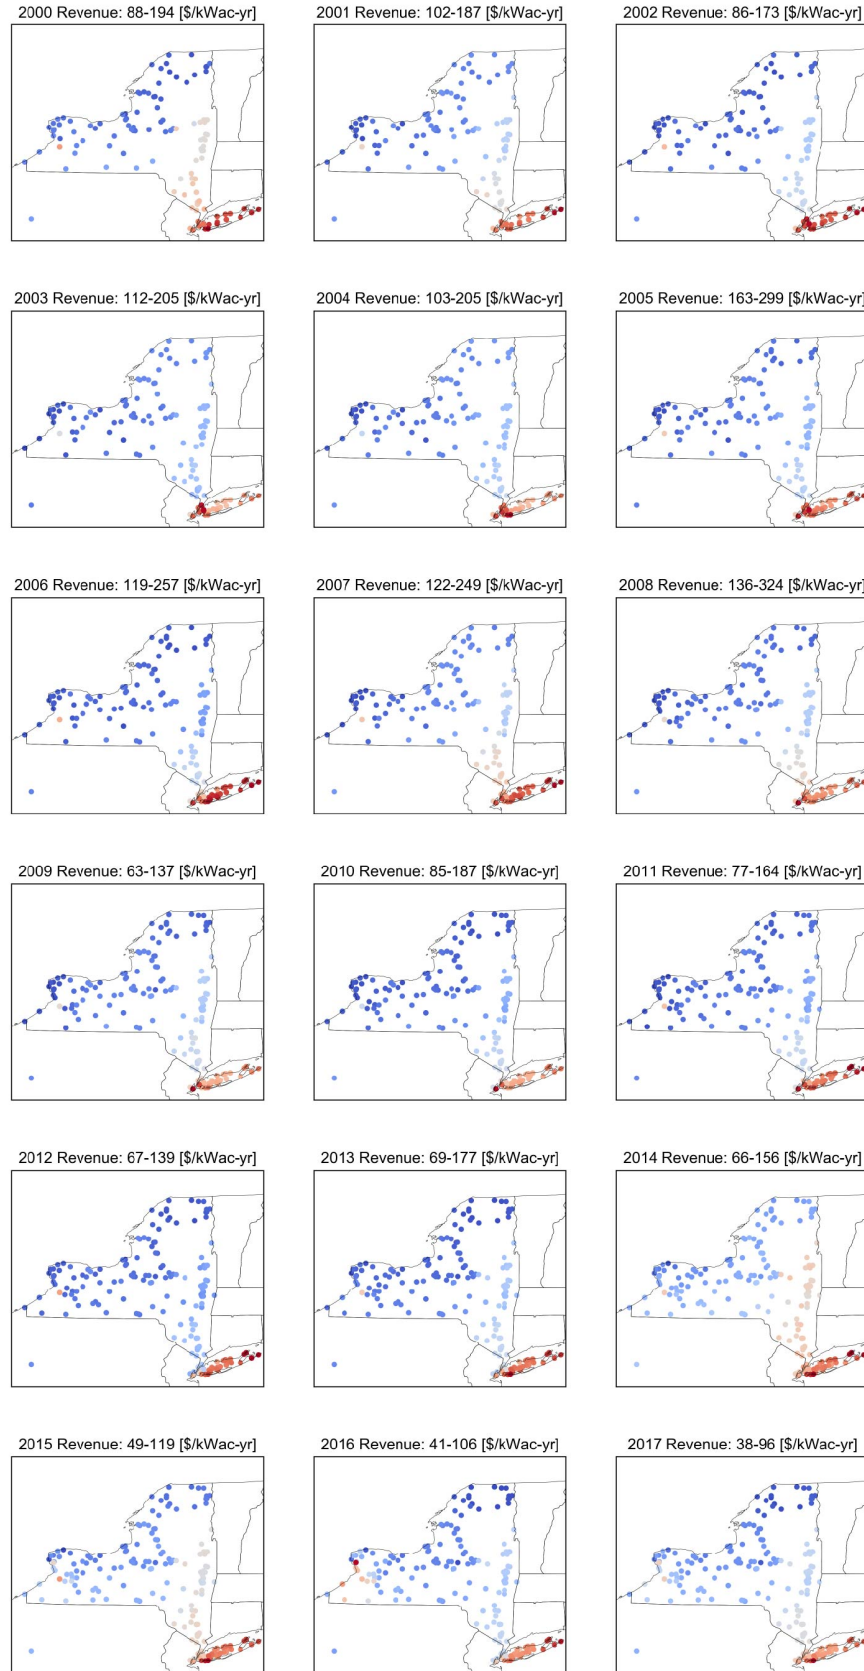 2000 Revenue: 88-194 [$/kWac-yr]
2001 Revenue: 102-187 [$/kWac-yr]
2002 Revenue: 86-173 [$/kWac-yr]
2003 Revenue: 112-205 [$/kWac-yr]
2004 Revenue: 103-205 [$/kWac-yr]
2005 Revenue: 163-299 [$/kWac-yr]
2006 Revenue: 119-257 [$/kWac-yr]
2007 Revenue: 122-249 [$/kWac-yr]
2008 Revenue: 136-324 [$/kWac-yr]
2009 Revenue: 63-137 [$/kWac-yr]
2010 Revenue: 85-187 [$/kWac-yr]
2011 Revenue: 77-164 [$/kWac-yr]
2012 Revenue: 67-139 [$/kWac-yr]
2013 Revenue: 69-177 [$/kWac-yr]
2014 Revenue: 66-156 [$/kWac-yr]
2015 Revenue: 49-119 [$/kWac-yr]
2016 Revenue: 41-106 [$/kWac-yr]
2017 Revenue: 38-96 [$/kWac-yr]